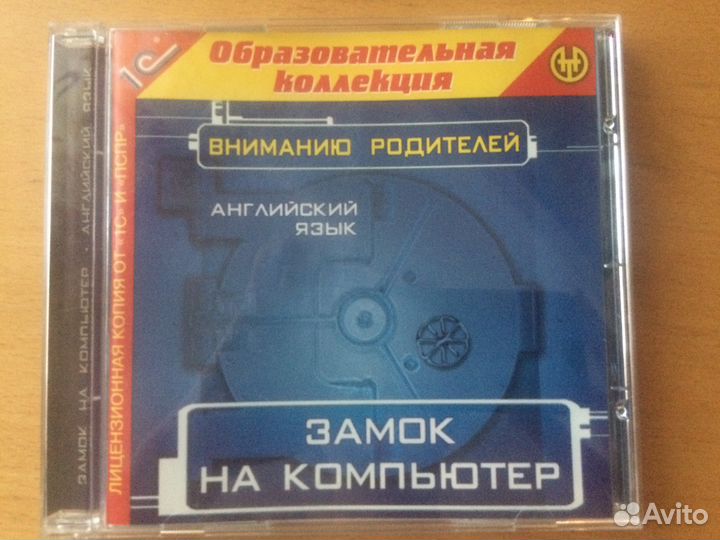 1С
Образовательная
коллекция
ВНИМАНИЮ РОДИТЕЛЕЙ
АНГЛИЙСКИЙ
ЯЗЫК
ЗАМОК
НА КОМПЬЮТЕР
ЛИЦЕНЗИОННАЯ КОПИЯ ОТ «1С» И «ПСПР»
ЗАМОК НА КОМПЬЮТЕР · АНГЛИЙСКИЙ ЯЗЫК
Avito